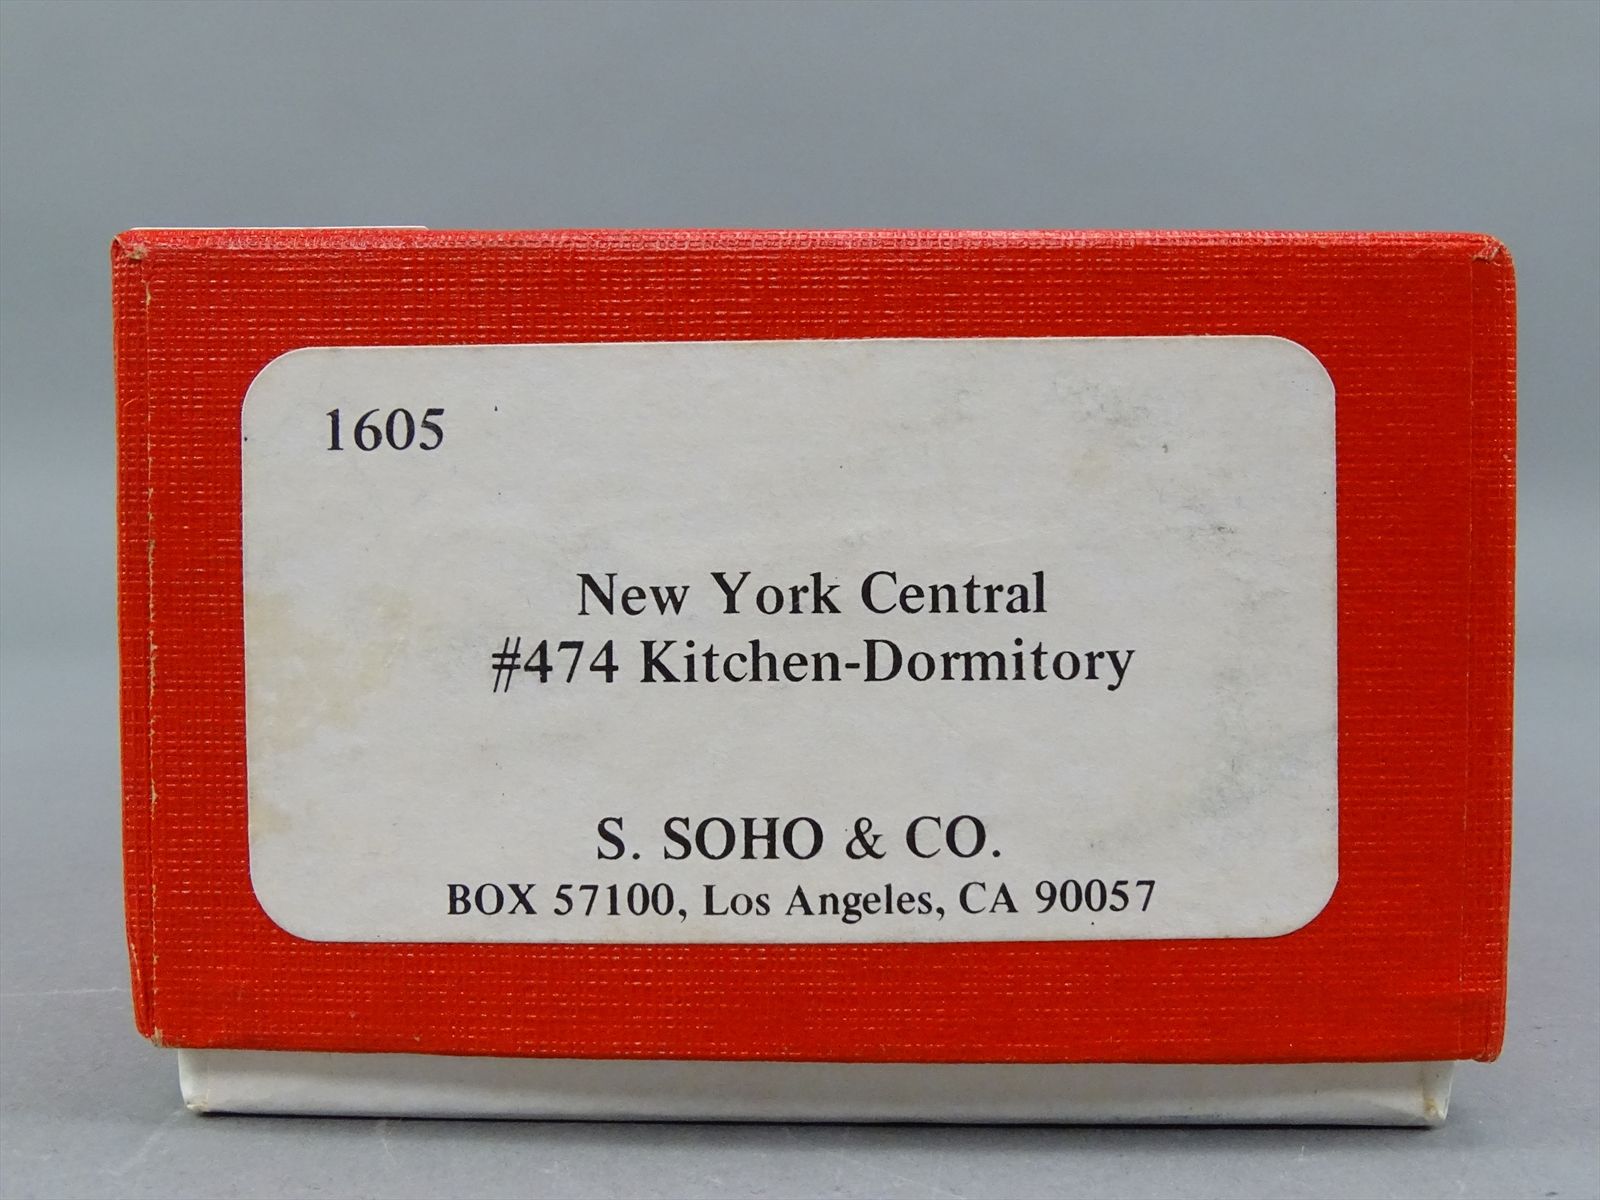 1605
New York Central
#474 Kitchen-Dormitory
S. SOHO & CO.
BOX 57100, Los Angeles, CA 90057